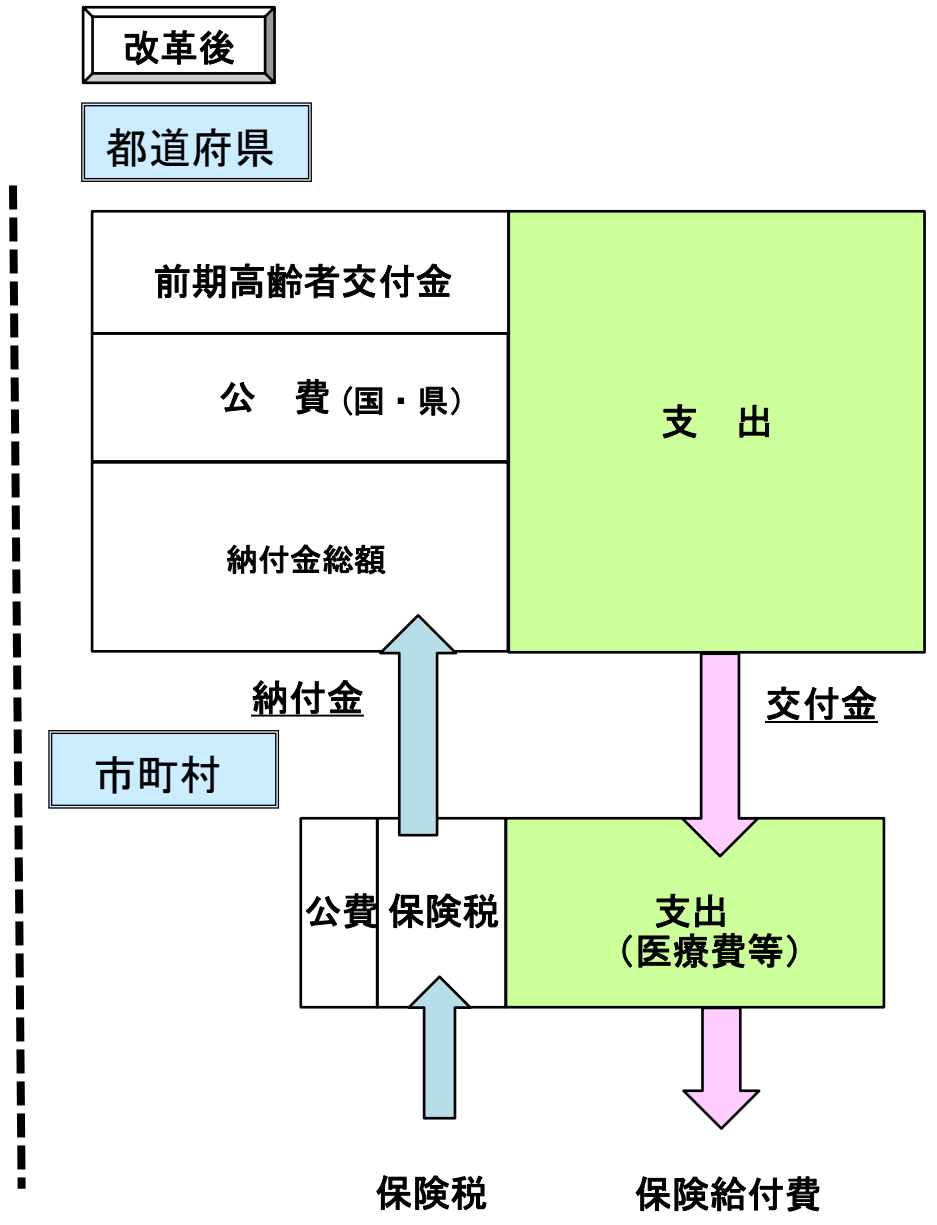 改革後
都道府県
前期高齢者交付金
公　費（国・県）
納付金総額
支　出
納付金
交付金
市町村
公費
保険税
支出
（医療費等）
保険税
保険給付費